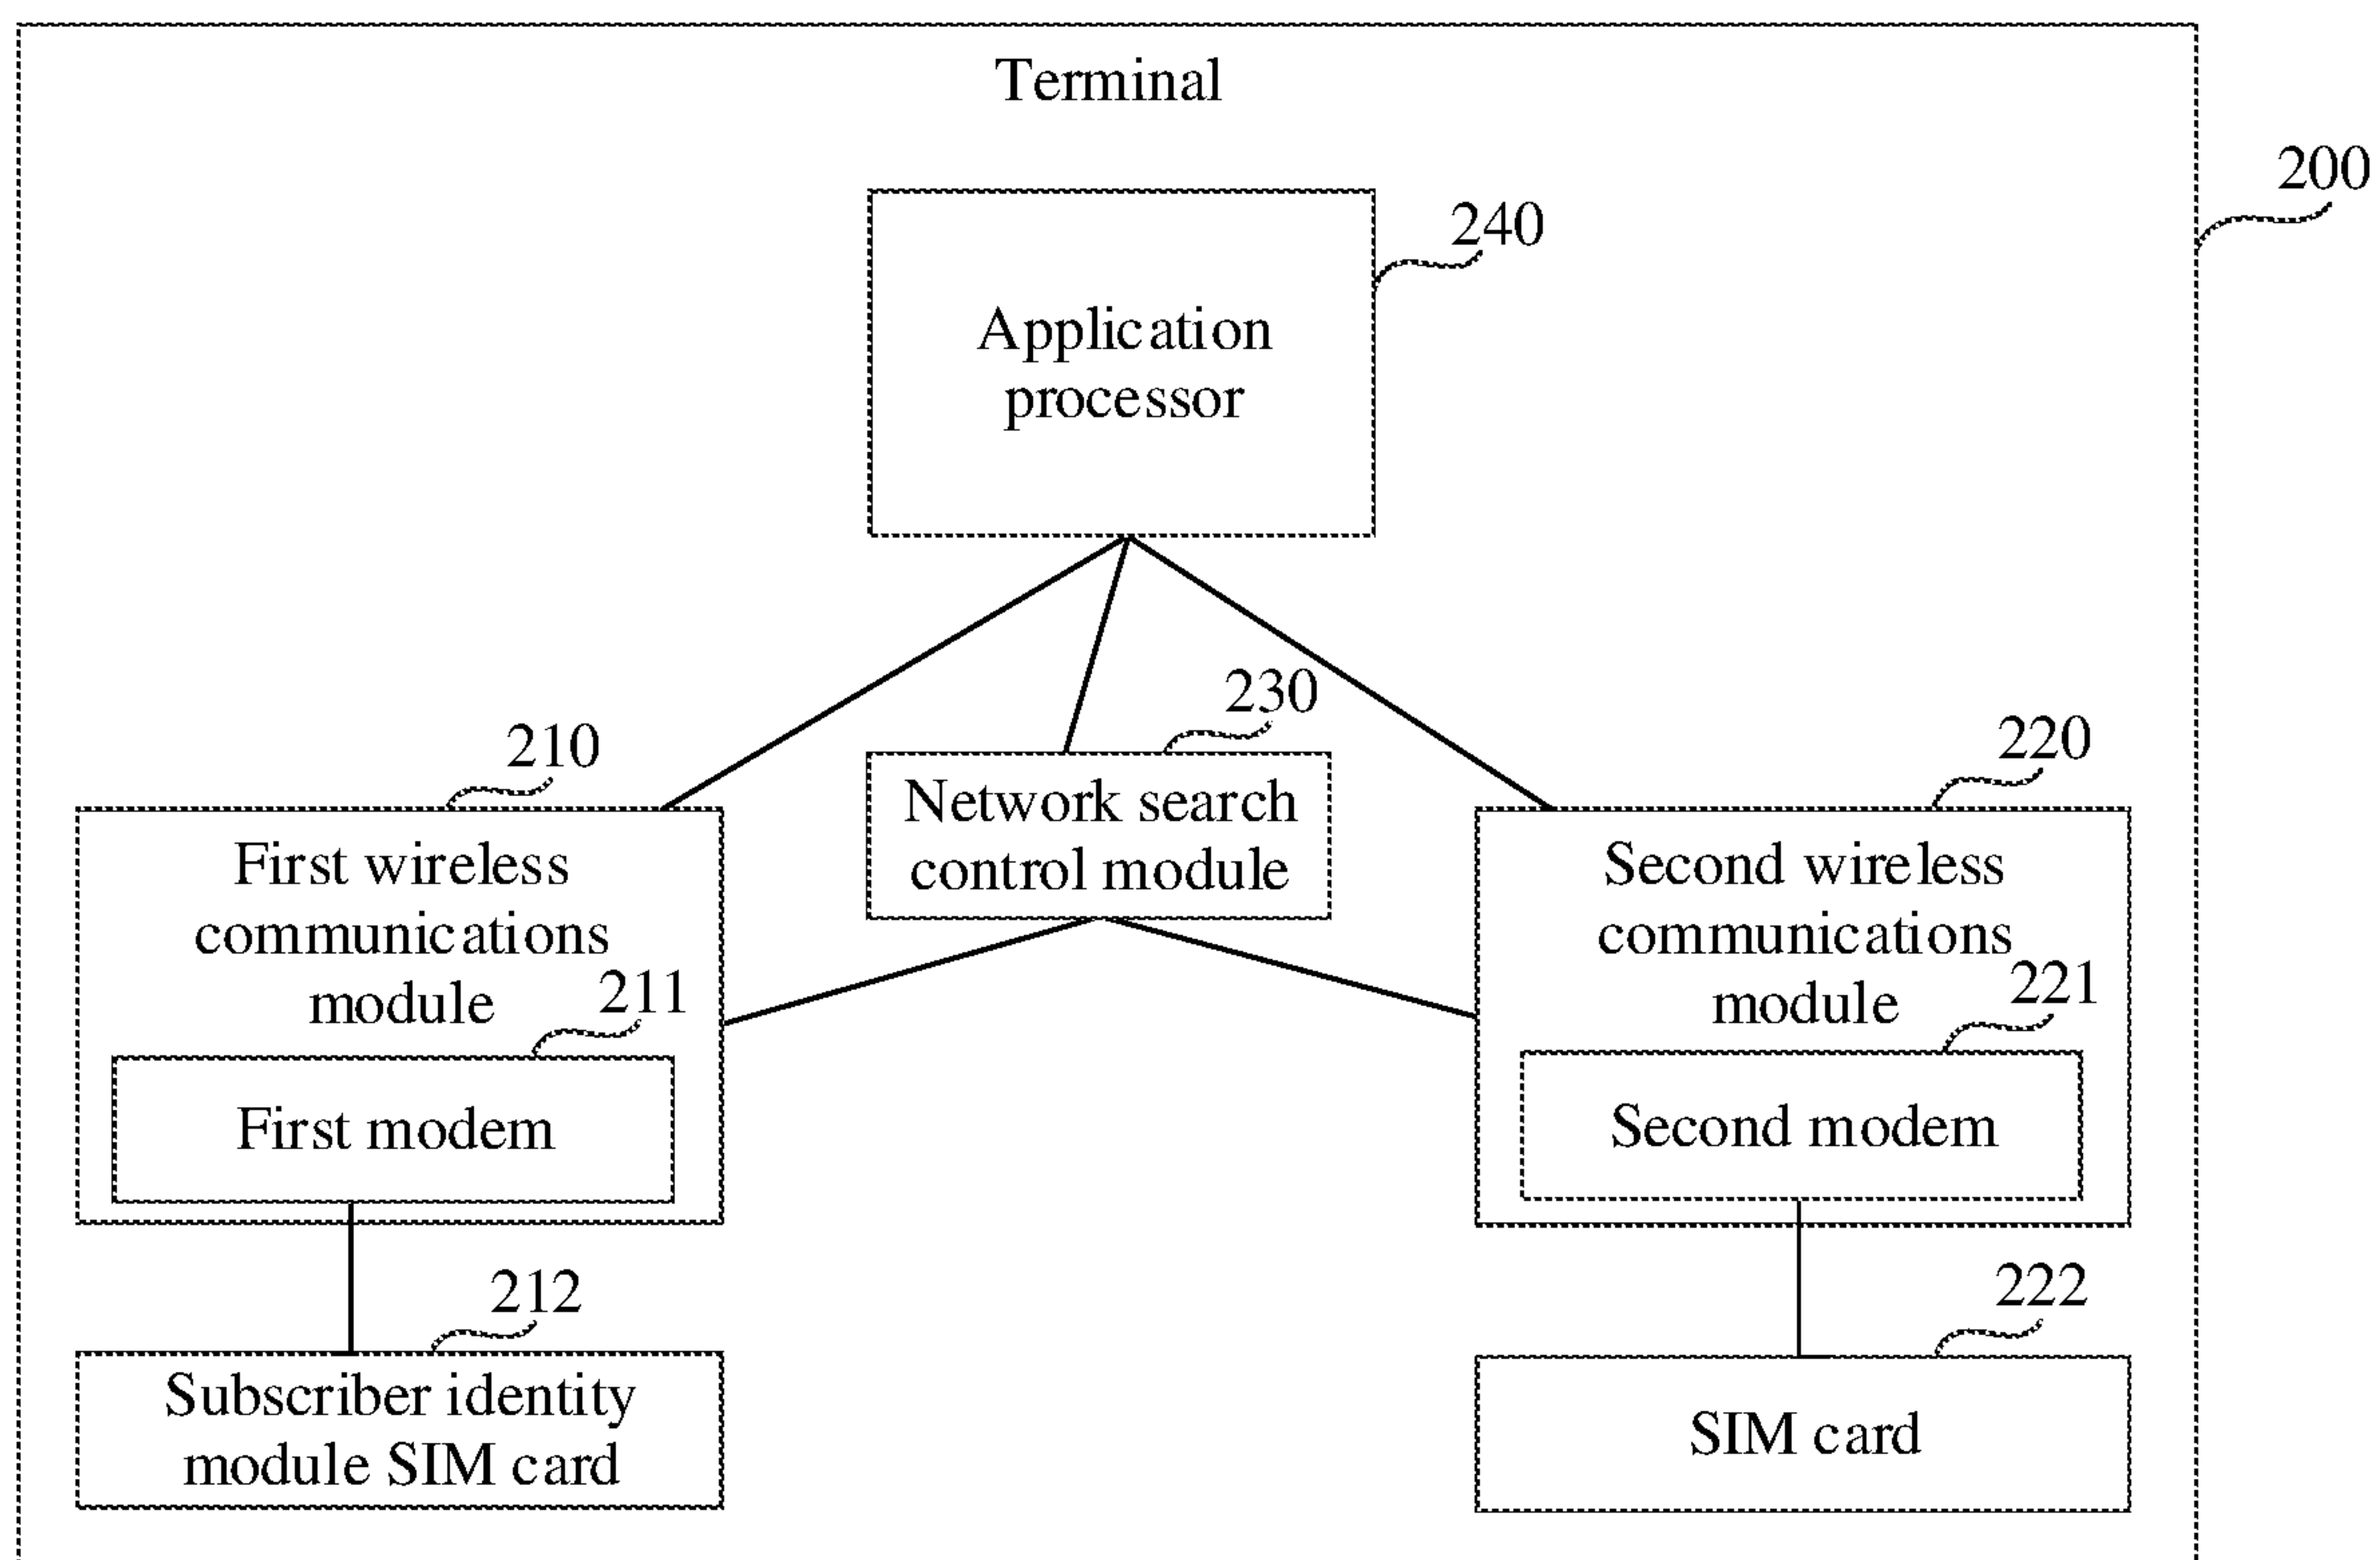 Terminal
200
240
Application
processor
230
210
220
Network search
control module
First wireless
communications
module
Second wireless
communications
module
211
221
First modem
Second modem
212
222
Subscriber identity
module SIM card
SIM card